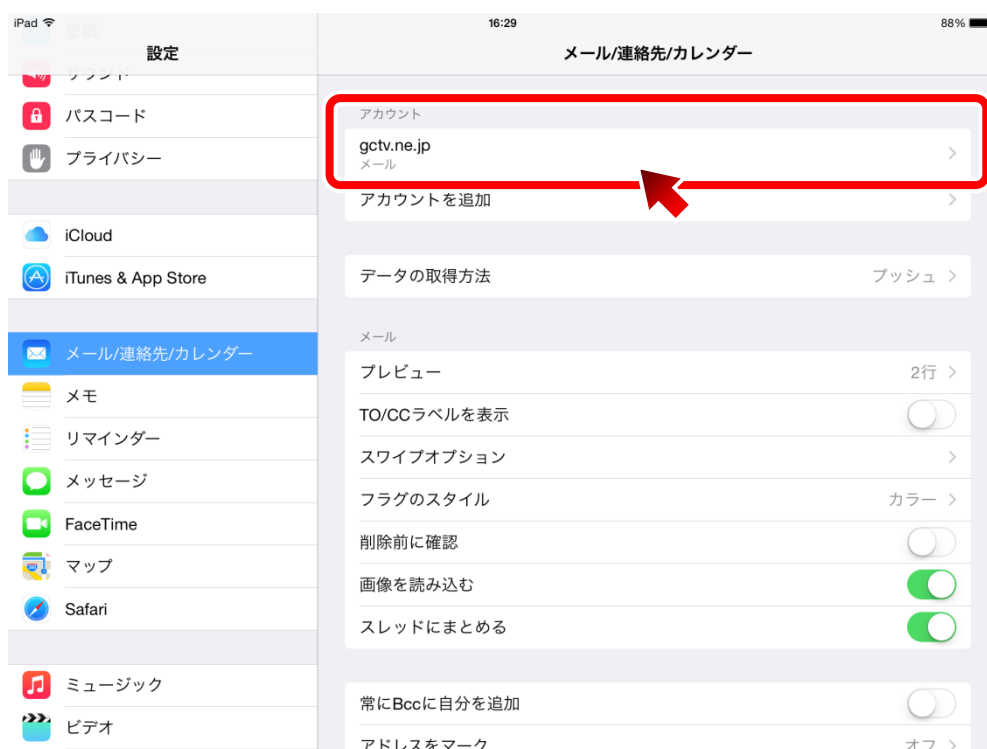 iPad
16:29
88%
壁紙
設定
メール/連絡先/カレンダー
サウンド
パスコード
プライバシー
iCloud
iTunes & App Store
メール/連絡先/カレンダー
メモ
リマインダー
メッセージ
FaceTime
マップ
Safari
ミュージック
ビデオ
アカウント
gctv.ne.jp
メール
アカウントを追加
データの取得方法 プッシュ
メール
プレビュー 2行
TO/CCラベルを表示
スワイプオプション
フラグのスタイル カラー
削除前に確認
画像を読み込む
スレッドにまとめる
常にBccに自分を追加
アドレスをマーク オフ